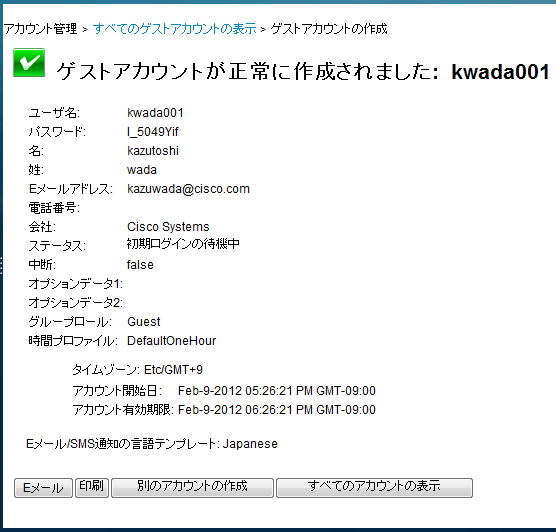 アカウント管理 > すべてのゲストアカウントの表示 > ゲストアカウントの作成
ゲストアカウントが正常に作成されました: kwada001
ユーザ名: kwada001
パスワード: l_5049Yif
名: kazutoshi
姓: wada
Eメールアドレス: kazuwada@cisco.com
電話番号:
会社: Cisco Systems
ステータス: 初期ログインの待機中
中断: false
オプションデータ1:
オプションデータ2:
グループロール: Guest
時間プロファイル: DefaultOneHour
タイムゾーン: Etc/GMT+9
アカウント開始日: Feb-9-2012 05:26:21 PM GMT-09:00
アカウント有効期限: Feb-9-2012 06:26:21 PM GMT-09:00
Eメール/SMS通知の言語テンプレート: Japanese
Eメール 印刷 別のアカウントの作成 すべてのアカウントの表示